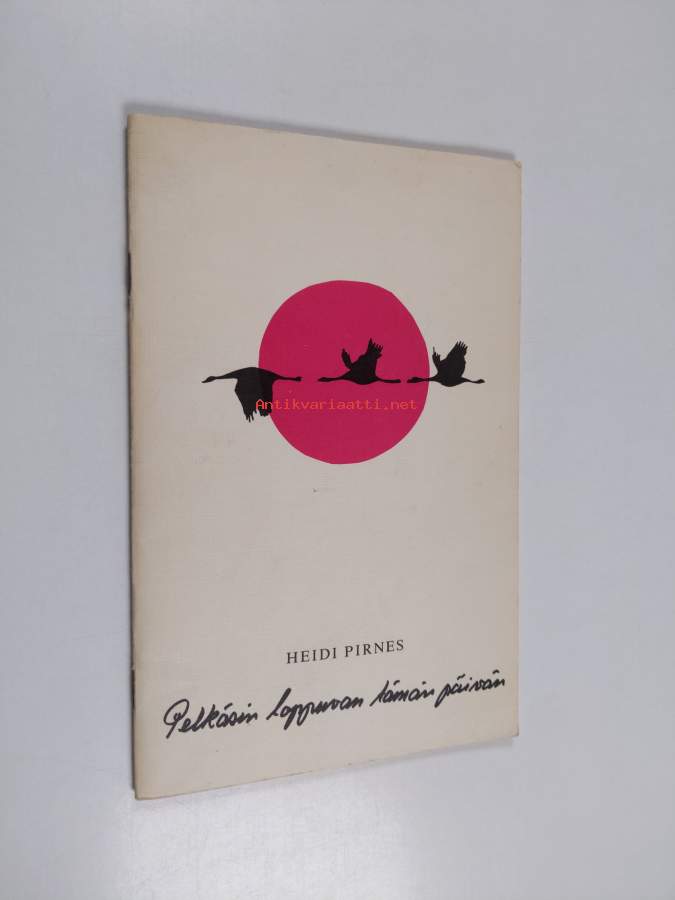 Antikvariaatti.net
HEIDI PIRNES
Pelkäsin loppuvan tämän päivän